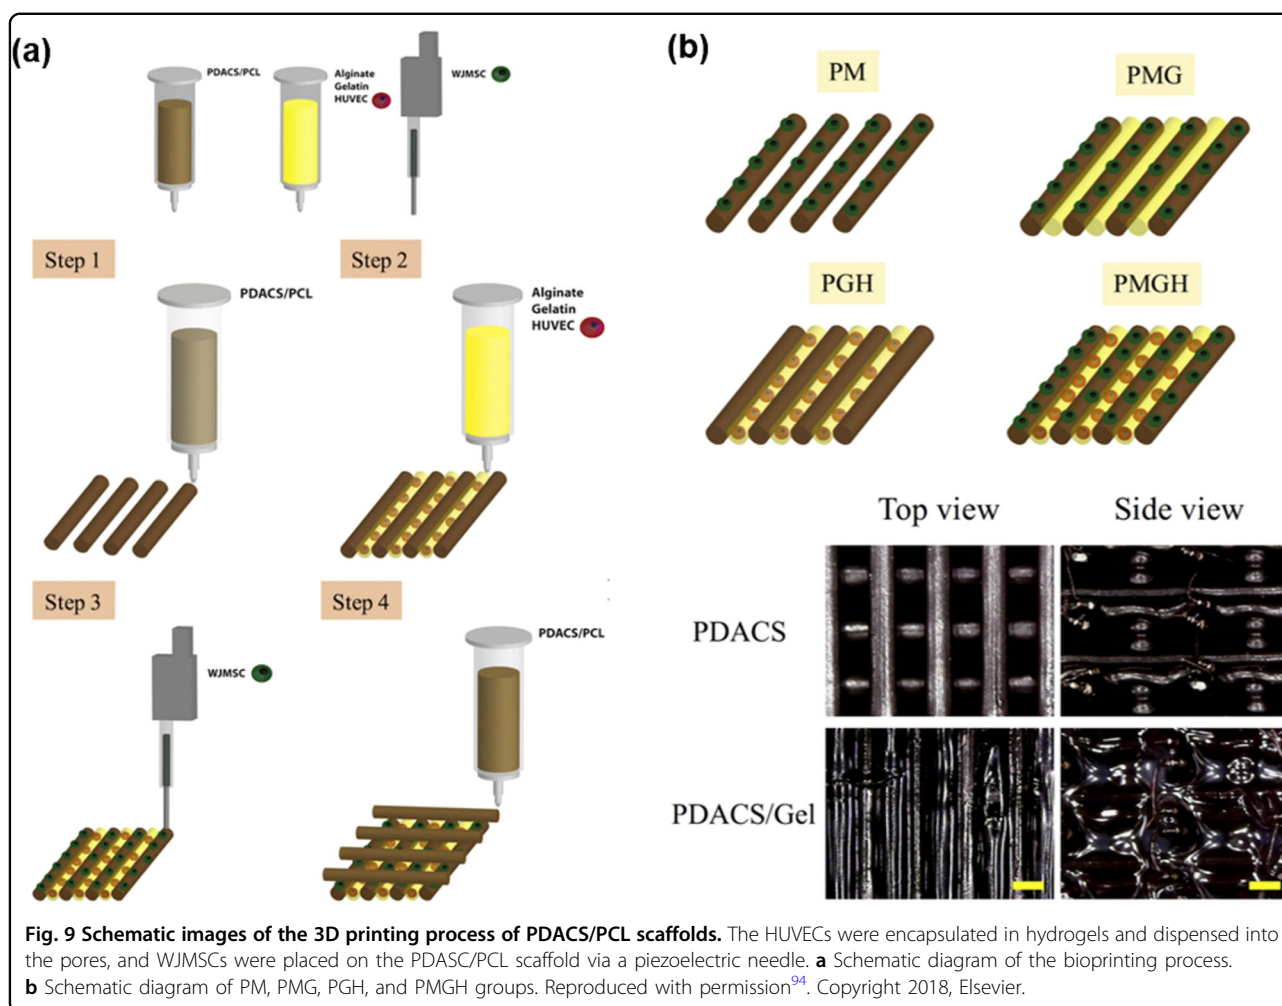 (a)
PDACS/PCL
Alginate
Gelatin
HUVEC
WJMSC
Step 1
PDACS/PCL
Step 2
Alginate
Gelatin
HUVEC
Step 3
WJMSC
Step 4
PDACS/PCL
(b)
PM
PMG
PGH
PMGH
Top view
Side view
PDACS
PDACS/Gel
Fig. 9 Schematic images of the 3D printing process of PDACS/PCL scaffolds. The HUVECs were encapsulated in hydrogels and dispensed into
the pores, and WJMSCs were placed on the PDASC/PCL scaffold via a piezoelectric needle. a Schematic diagram of the bioprinting process.
b Schematic diagram of PM, PMG, PGH, and PMGH groups. Reproduced with permission94. Copyright 2018, Elsevier.